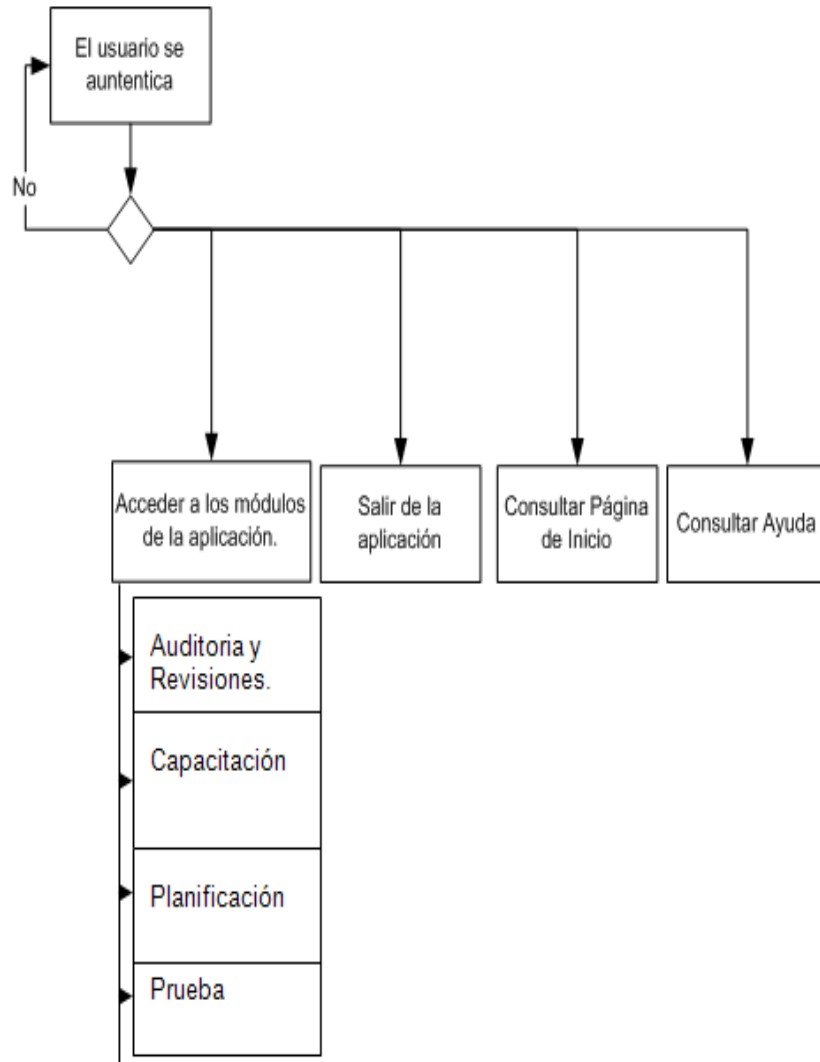 El usuario se
auntentica
No
Acceder a los módulos
de la aplicación.
Salir de la
aplicación
Consultar Página
de Inicio
Consultar Ayuda
Auditoria y
Revisiones.
Capacitación
Planificación
Prueba